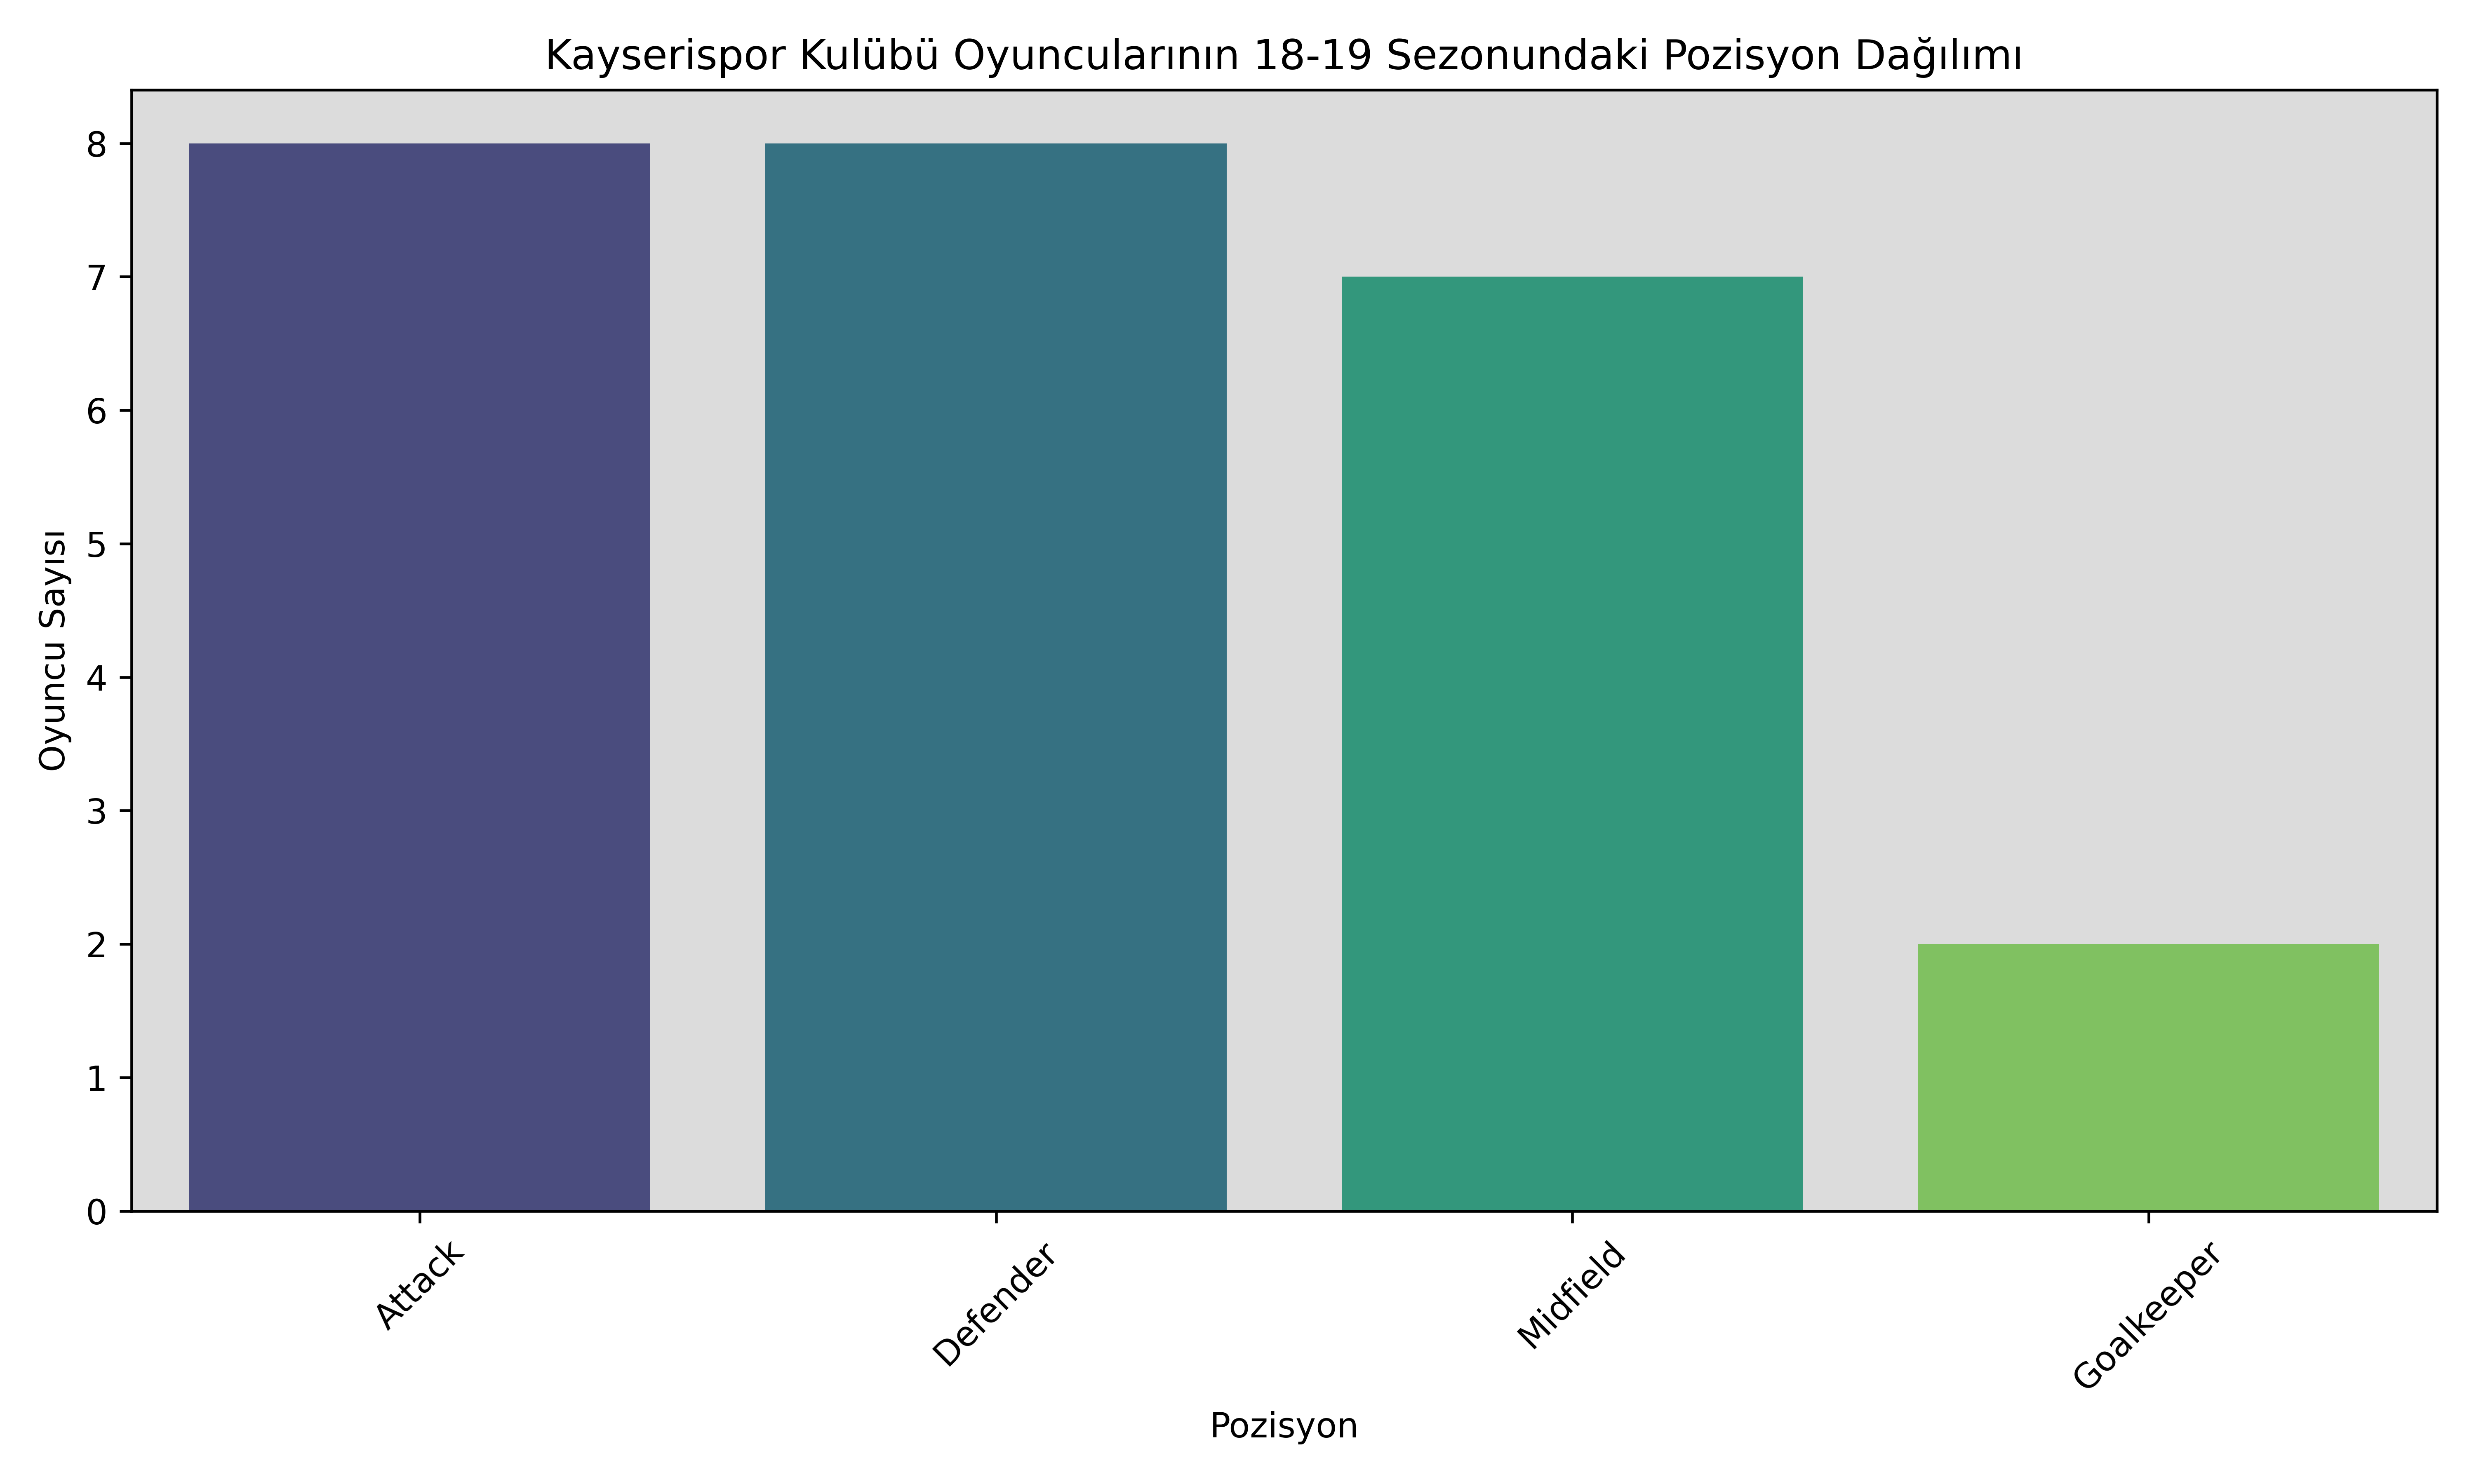 Kayserispor Kulübü Oyuncularının 18-19 Sezonundaki Pozisyon Dağılımı
Oyuncu Sayısı
8
7
6
5
4
3
2
1
0
Attack
Defender
Midfield
Goalkeeper
Pozisyon